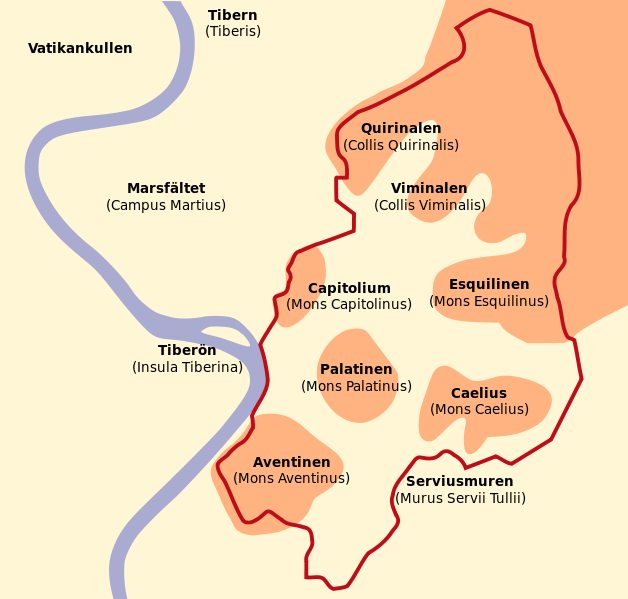 Tibern
(Tiberis)
Vatikankullen
Quirinalen
(Collis Quirinalis)
Marsfältet
(Campus Martius)
Viminalen
(Collis Viminalis)
Capitolium
(Mons Capitolinus)
Esquilinen
(Mons Esquilinus)
Tiberön
(Insula Tiberina)
Palatinen
(Mons Palatinus)
Caelius
(Mons Caelius)
Aventinen
(Mons Aventinus)
Serviusmuren
(Murus Servii Tullii)